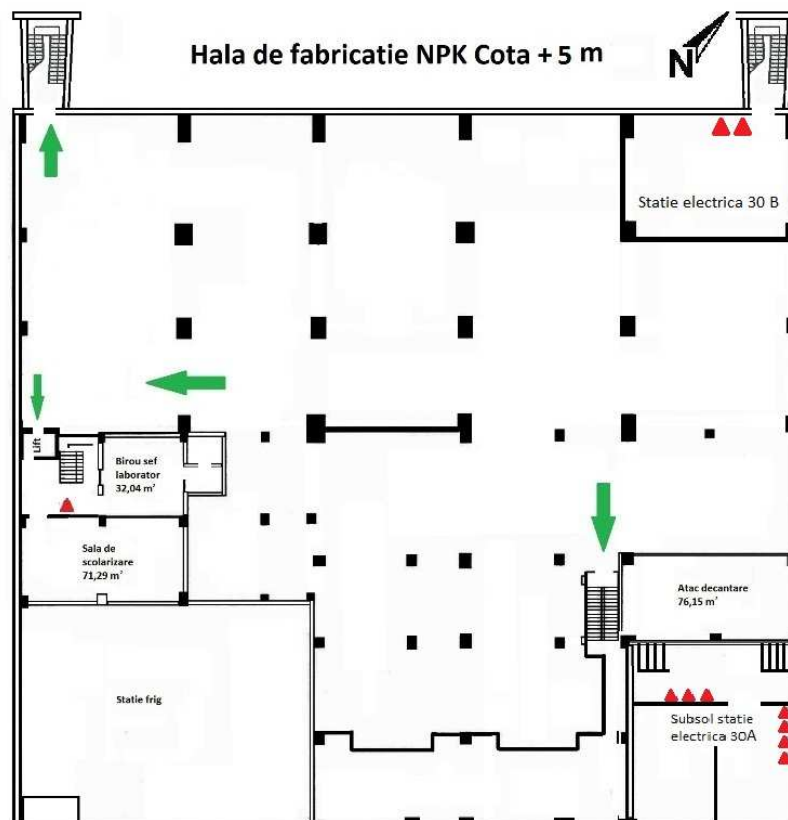 Hala de fabricatie NPK Cota + 5 m
N
Statie electrica 30 B
Lift
Birou sef
laborator
32,04 m²
Sala de
scolarizare
71,29 m²
Atac decantare
76,15 m²
Statie frig
Subsol statie
electrica 30A